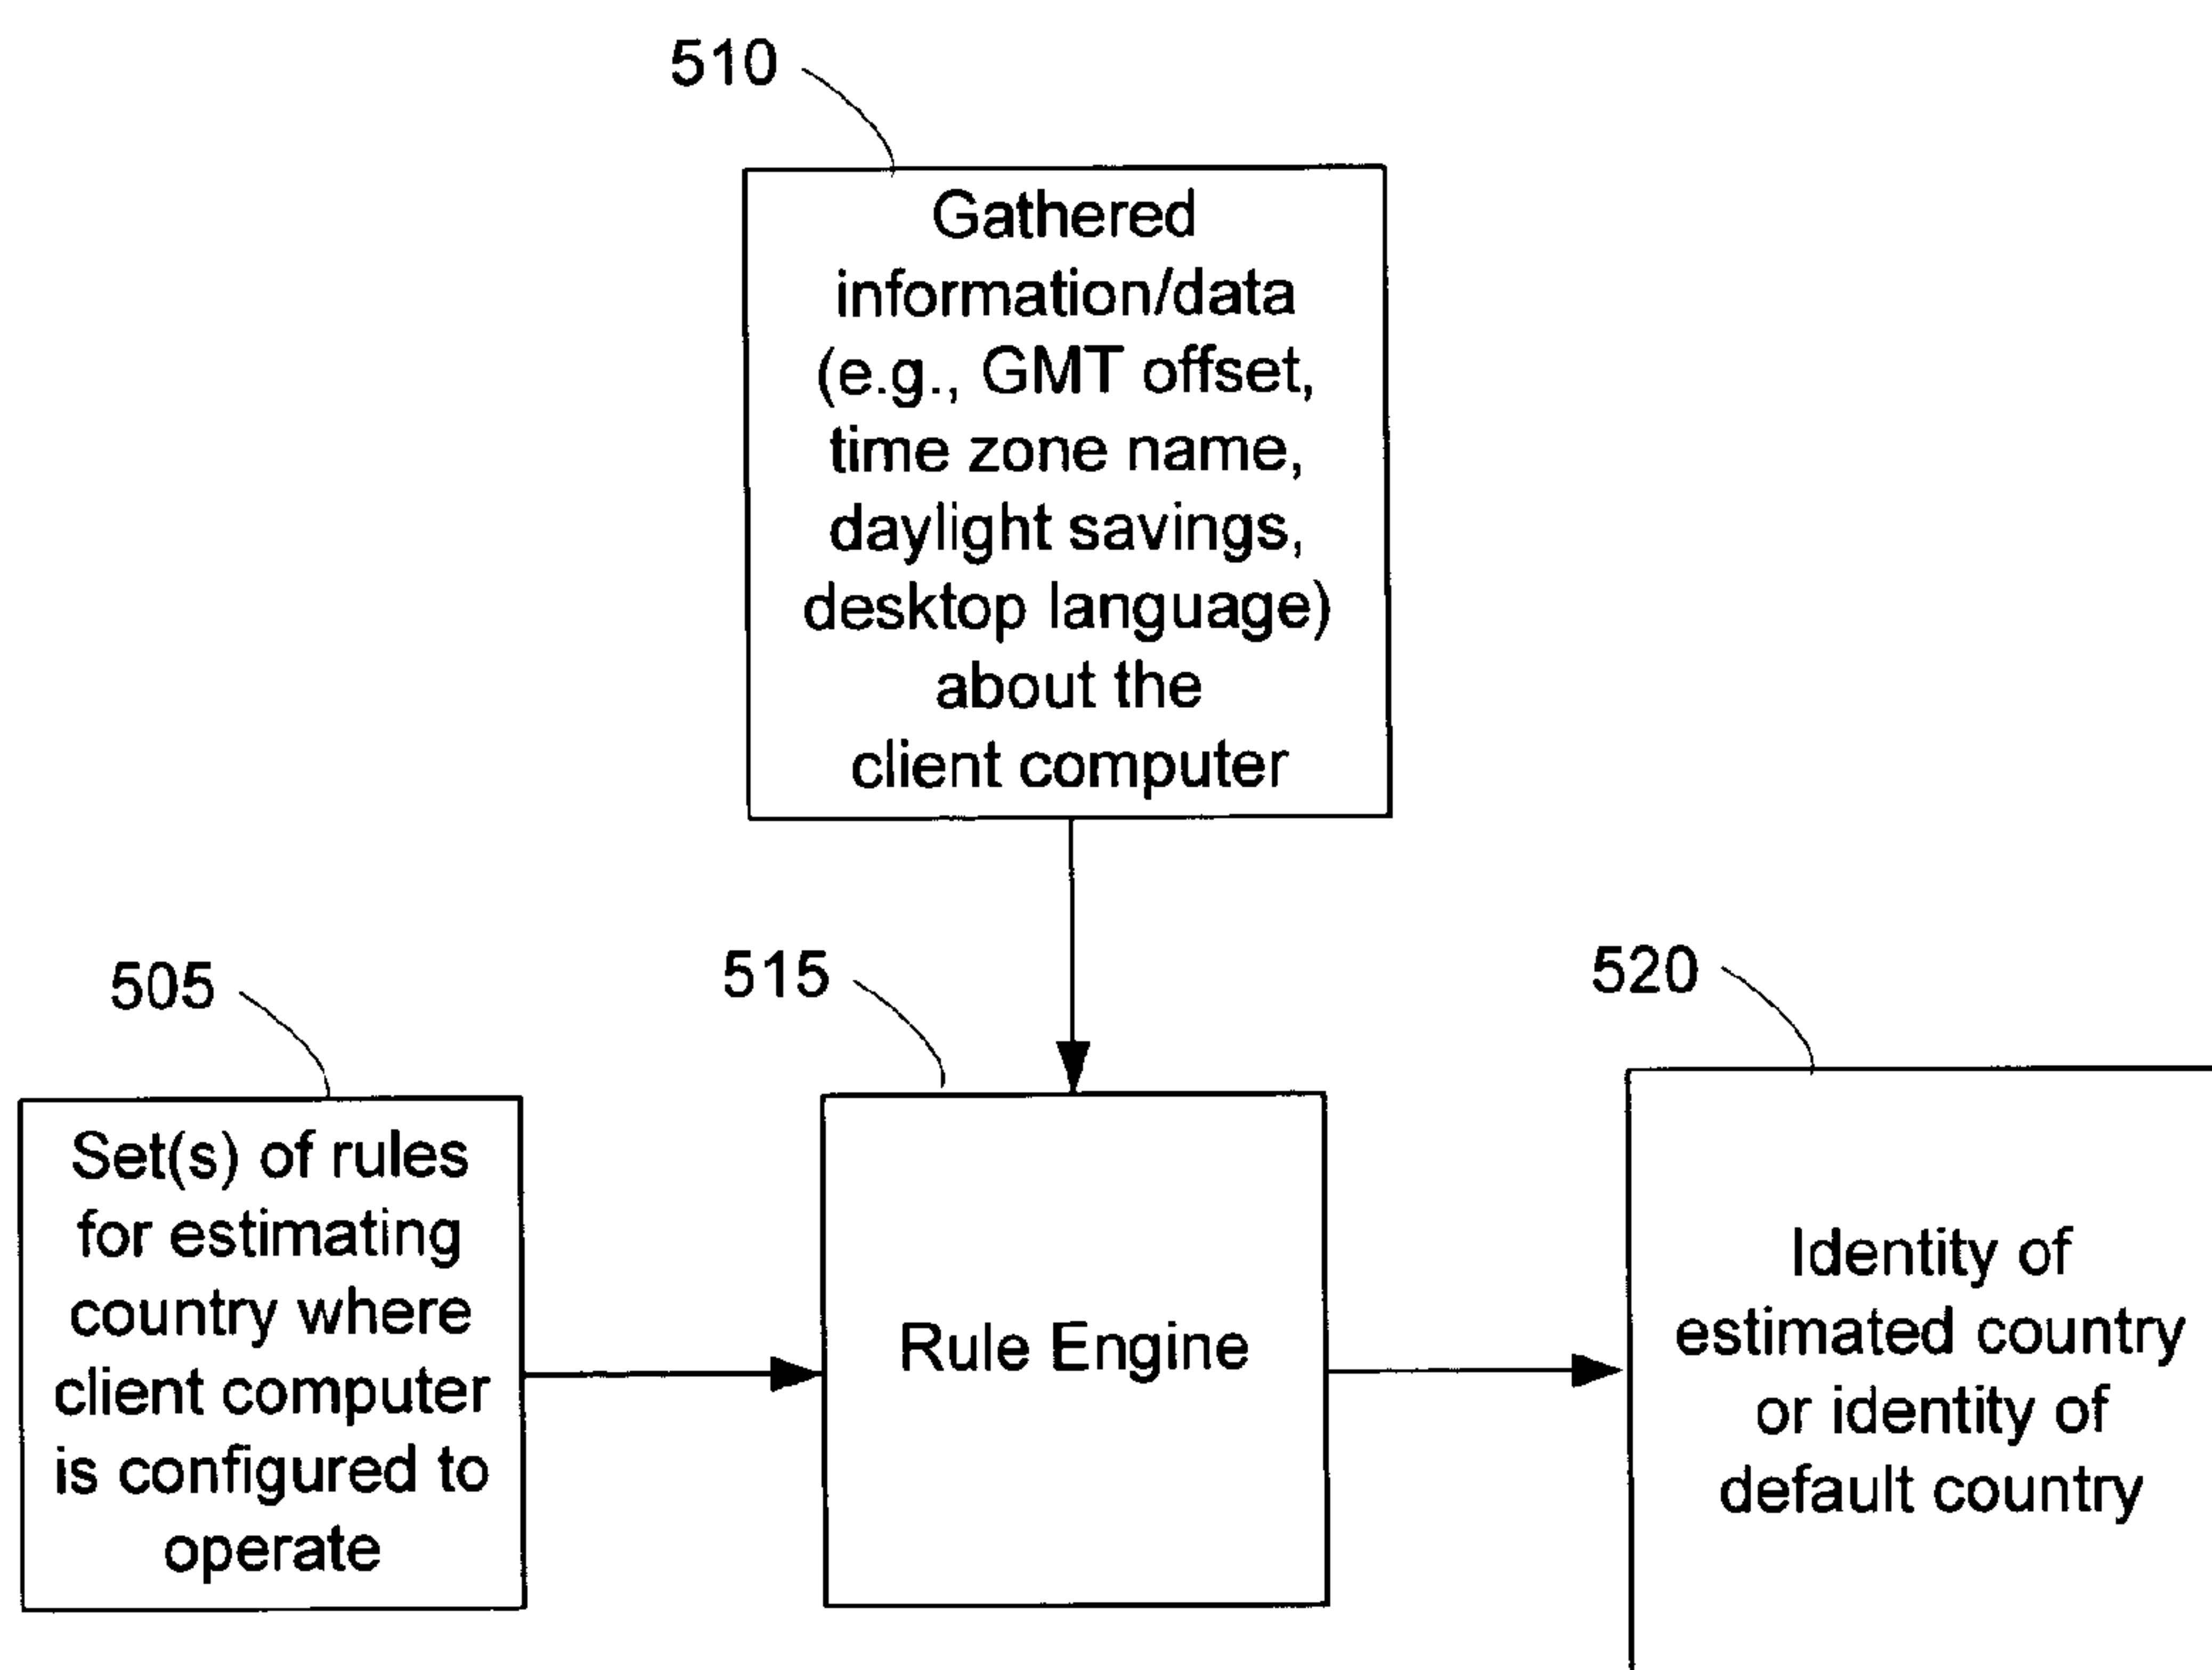 510
Gathered
information/data
(e.g., GMT offset,
time zone name,
daylight savings,
desktop language)
about the
client computer
505
Set(s) of rules
for estimating
country where
client computer
is configured to
operate
515
Rule Engine
520
Identity of
estimated country
or identity of
default country